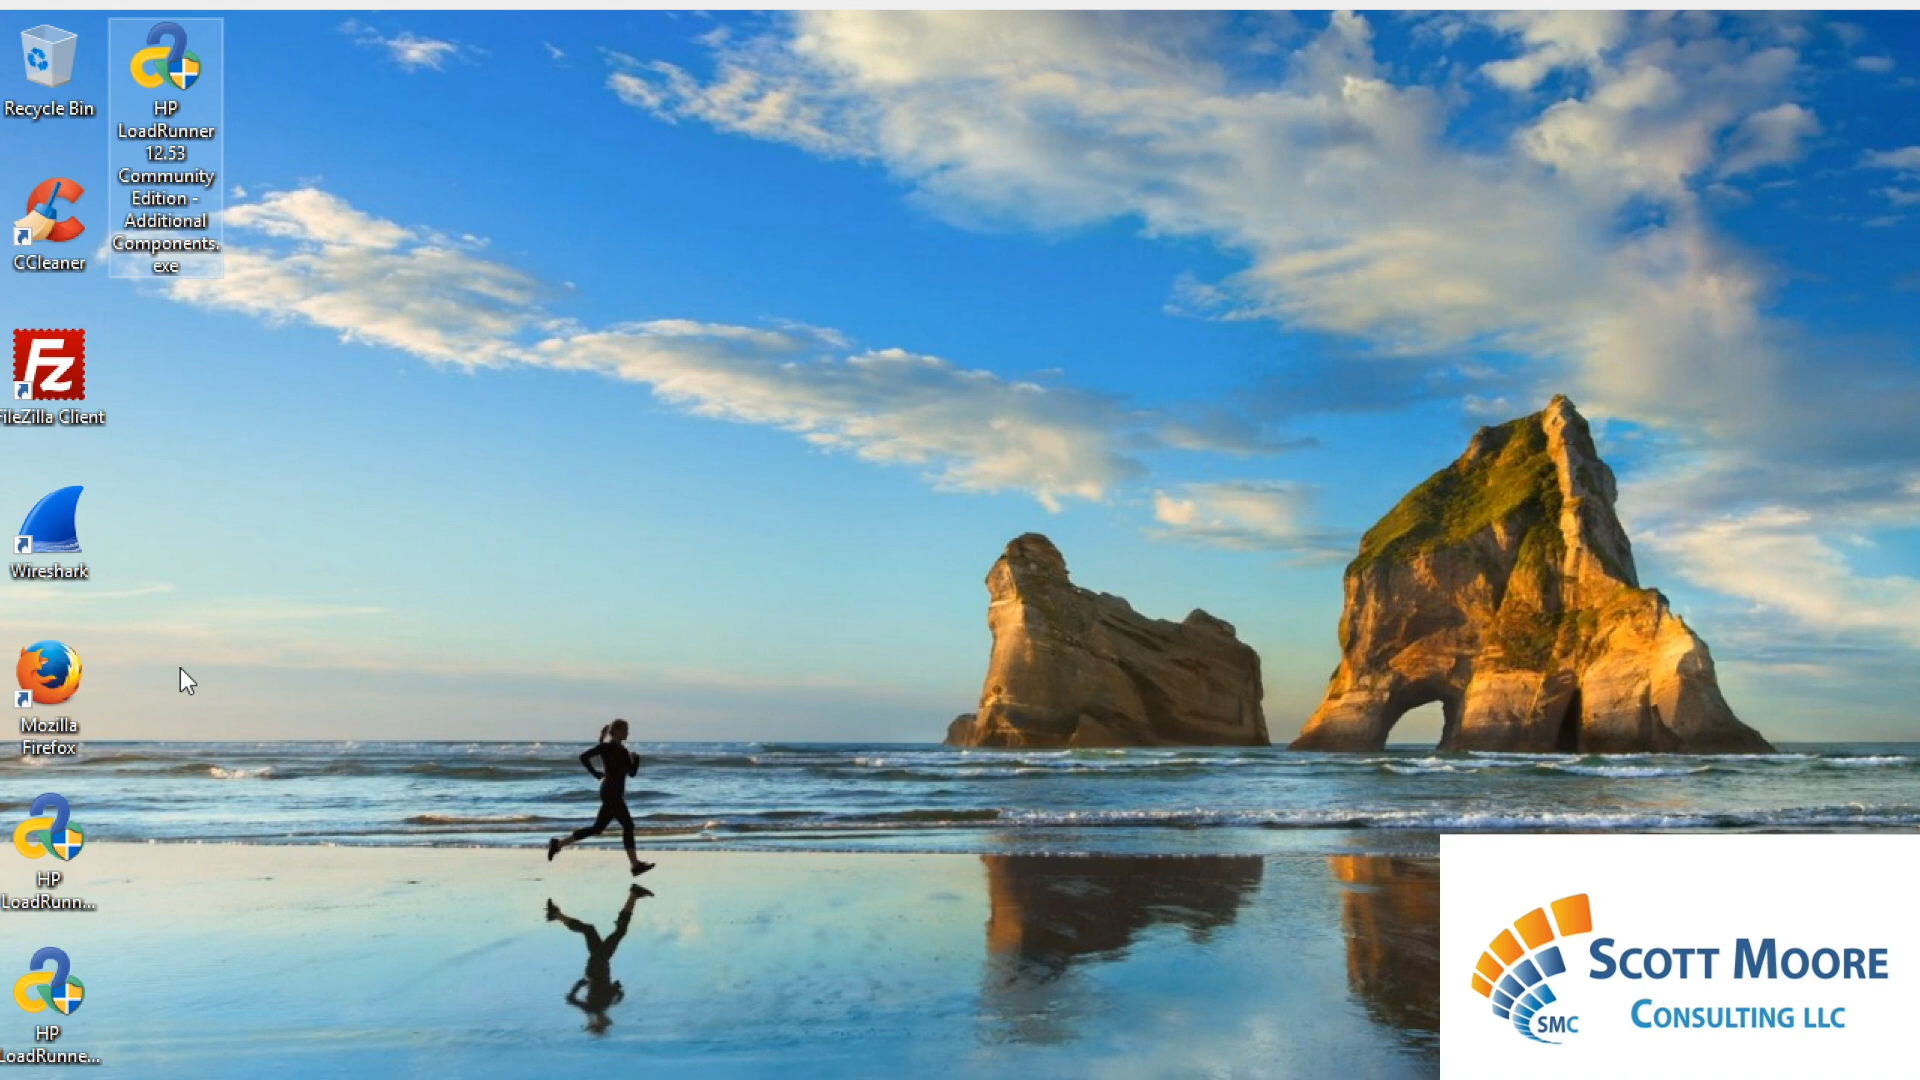 Recycle Bin
HP
LoadRunner
12.53
Community
Edition -
Additional
Components.
exe
CCleaner
FileZilla Client
Wireshark
Mozilla
Firefox
HP
LoadRunn...
HP
LoadRunne...
SMC
SCOTT MOORE
CONSULTING LLC